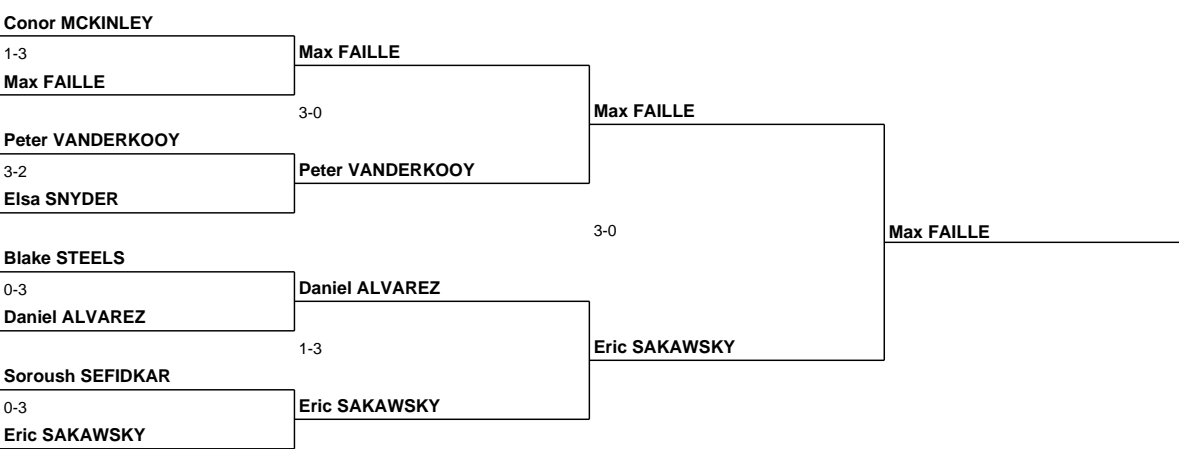 Conor MCKINLEY
1-3
Max FAILLE
Peter VANDERKOOY
3-2
Elsa SNYDER
Blake STEELS
0-3
Daniel ALVAREZ
Soroush SEFIDKAR
0-3
Eric SAKAWSKY
Max FAILLE
3-0
Peter VANDERKOOY
Daniel ALVAREZ
1-3
Eric SAKAWSKY
Max FAILLE
3-0
Eric SAKAWSKY
Max FAILLE